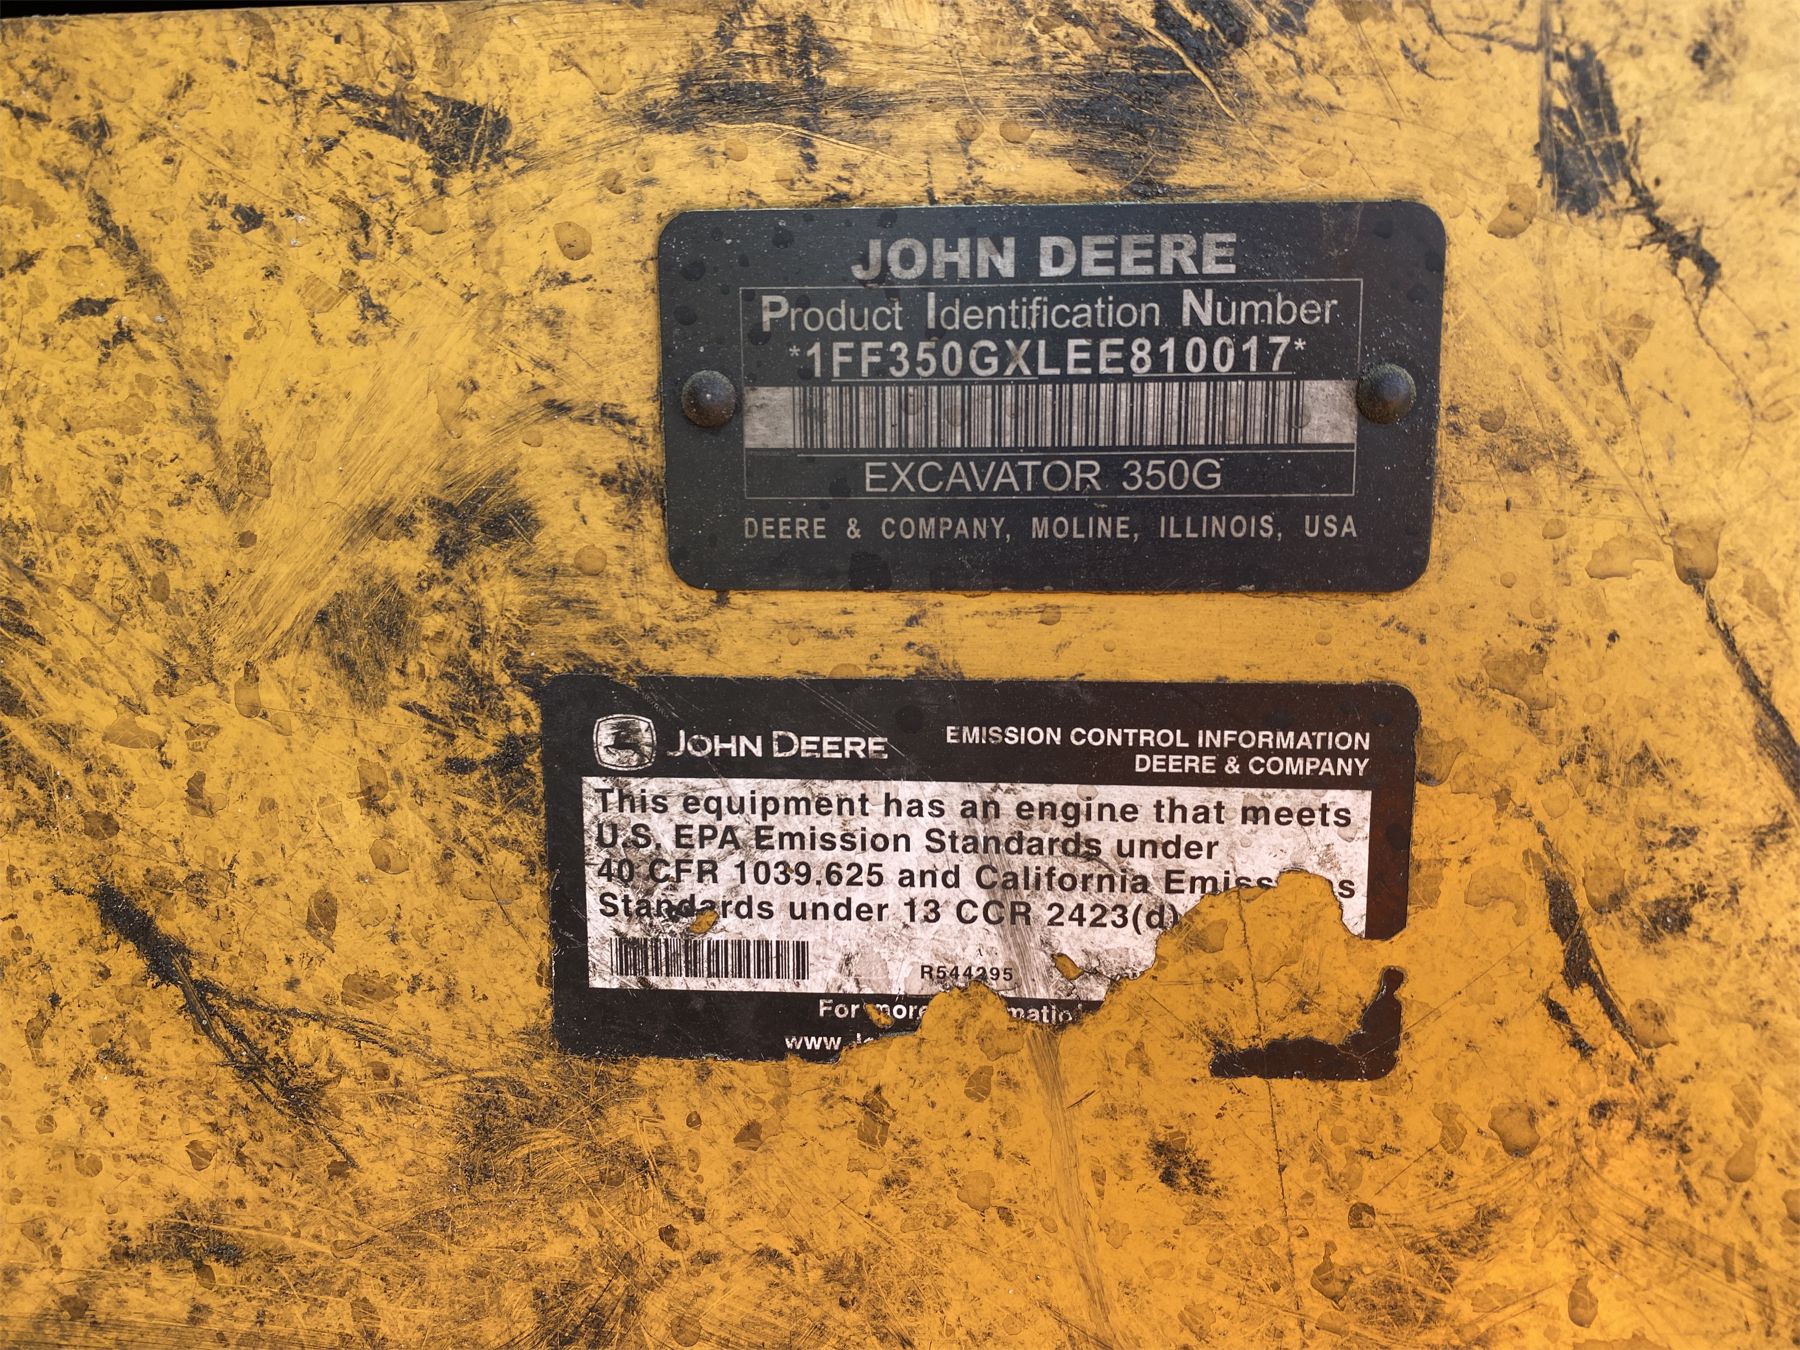 JOHN DEERE
Product Identification Number
*1FF350GXLEE810017*
EXCAVATOR 350G
DEERE & COMPANY, MOLINE, ILLINOIS, USA
JOHN DEERE
EMISSION CONTROL INFORMATION
DEERE & COMPANY
This equipment has an engine that meets
U.S. EPA Emission Standards under
40 CFR 1039.625 and California
Standards under 13 CCR 2423(d)
R544295
For more
www.